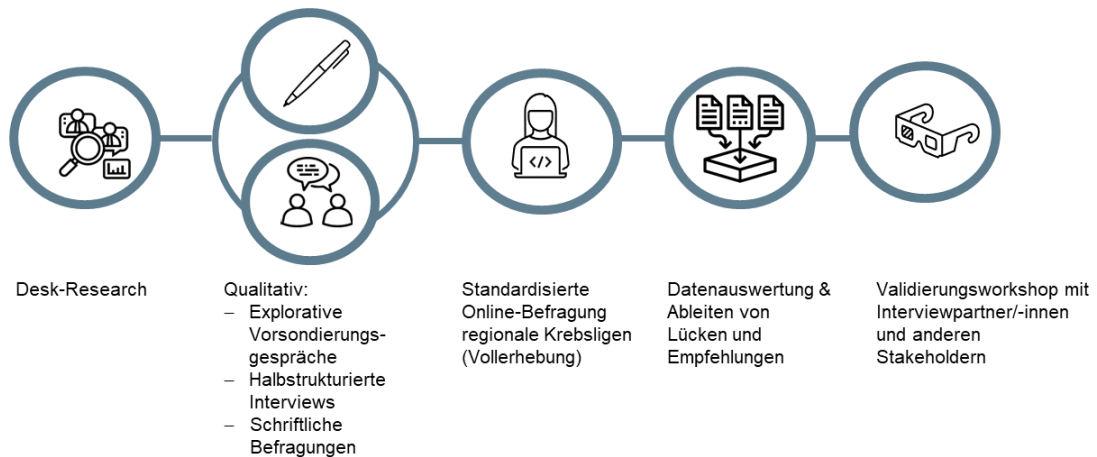 </>
Desk-Research
Qualitativ:
– Explorative
Vorsondierungs-
gespräche
– Halbstrukturierte
Interviews
– Schriftliche
Befragungen
Standardisierte
Online-Befragung
regionale Krebsligen
(Vollerhebung)
Datenauswertung &
Ableiten von
Lücken und
Empfehlungen
Validierungsworkshop mit
Interviewpartner/-innen
und anderen
Stakeholdern